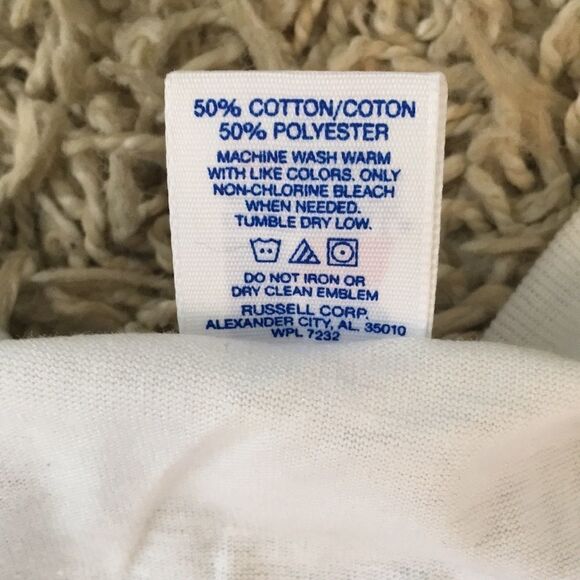 50% COTTON/COTON
50% POLYESTER
MACHINE WASH WARM
WITH LIKE COLORS. ONLY
NON-CHLORINE BLEACH
WHEN NEEDED.
TUMBLE DRY LOW.
DO NOT IRON OR
DRY CLEAN EMBLEM
RUSSELL CORP.
ALEXANDER CITY, AL. 35010
WPL 7232